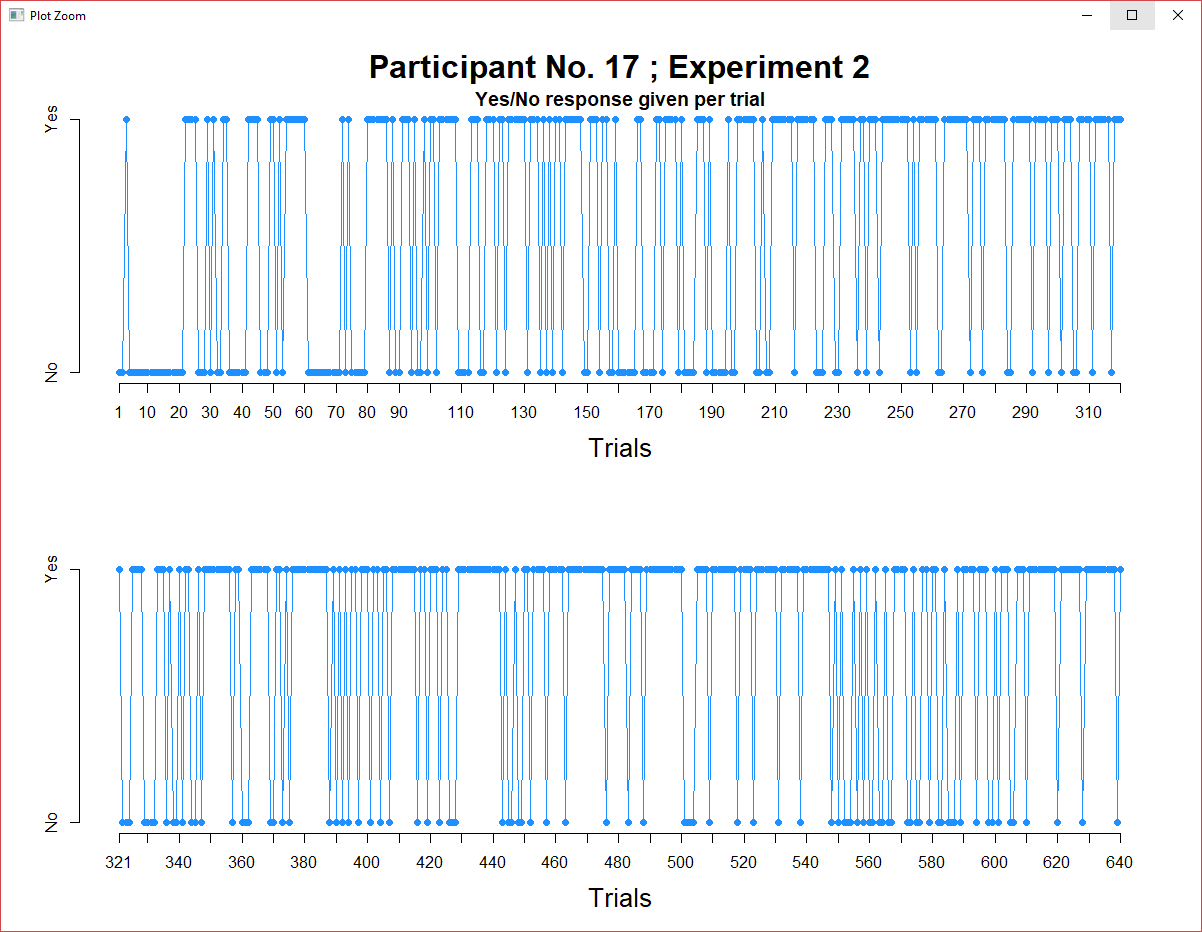 Plot Zoom
Participant No. 17 ; Experiment 2
Yes/No response given per trial
Yes
No
1 10 20 30 40 50 60 70 80 90 110 130 150 170 190 210 230 250 270 290 310
Trials
Yes
No
321 340 360 380 400 420 440 460 480 500 520 540 560 580 600 620 640
Trials